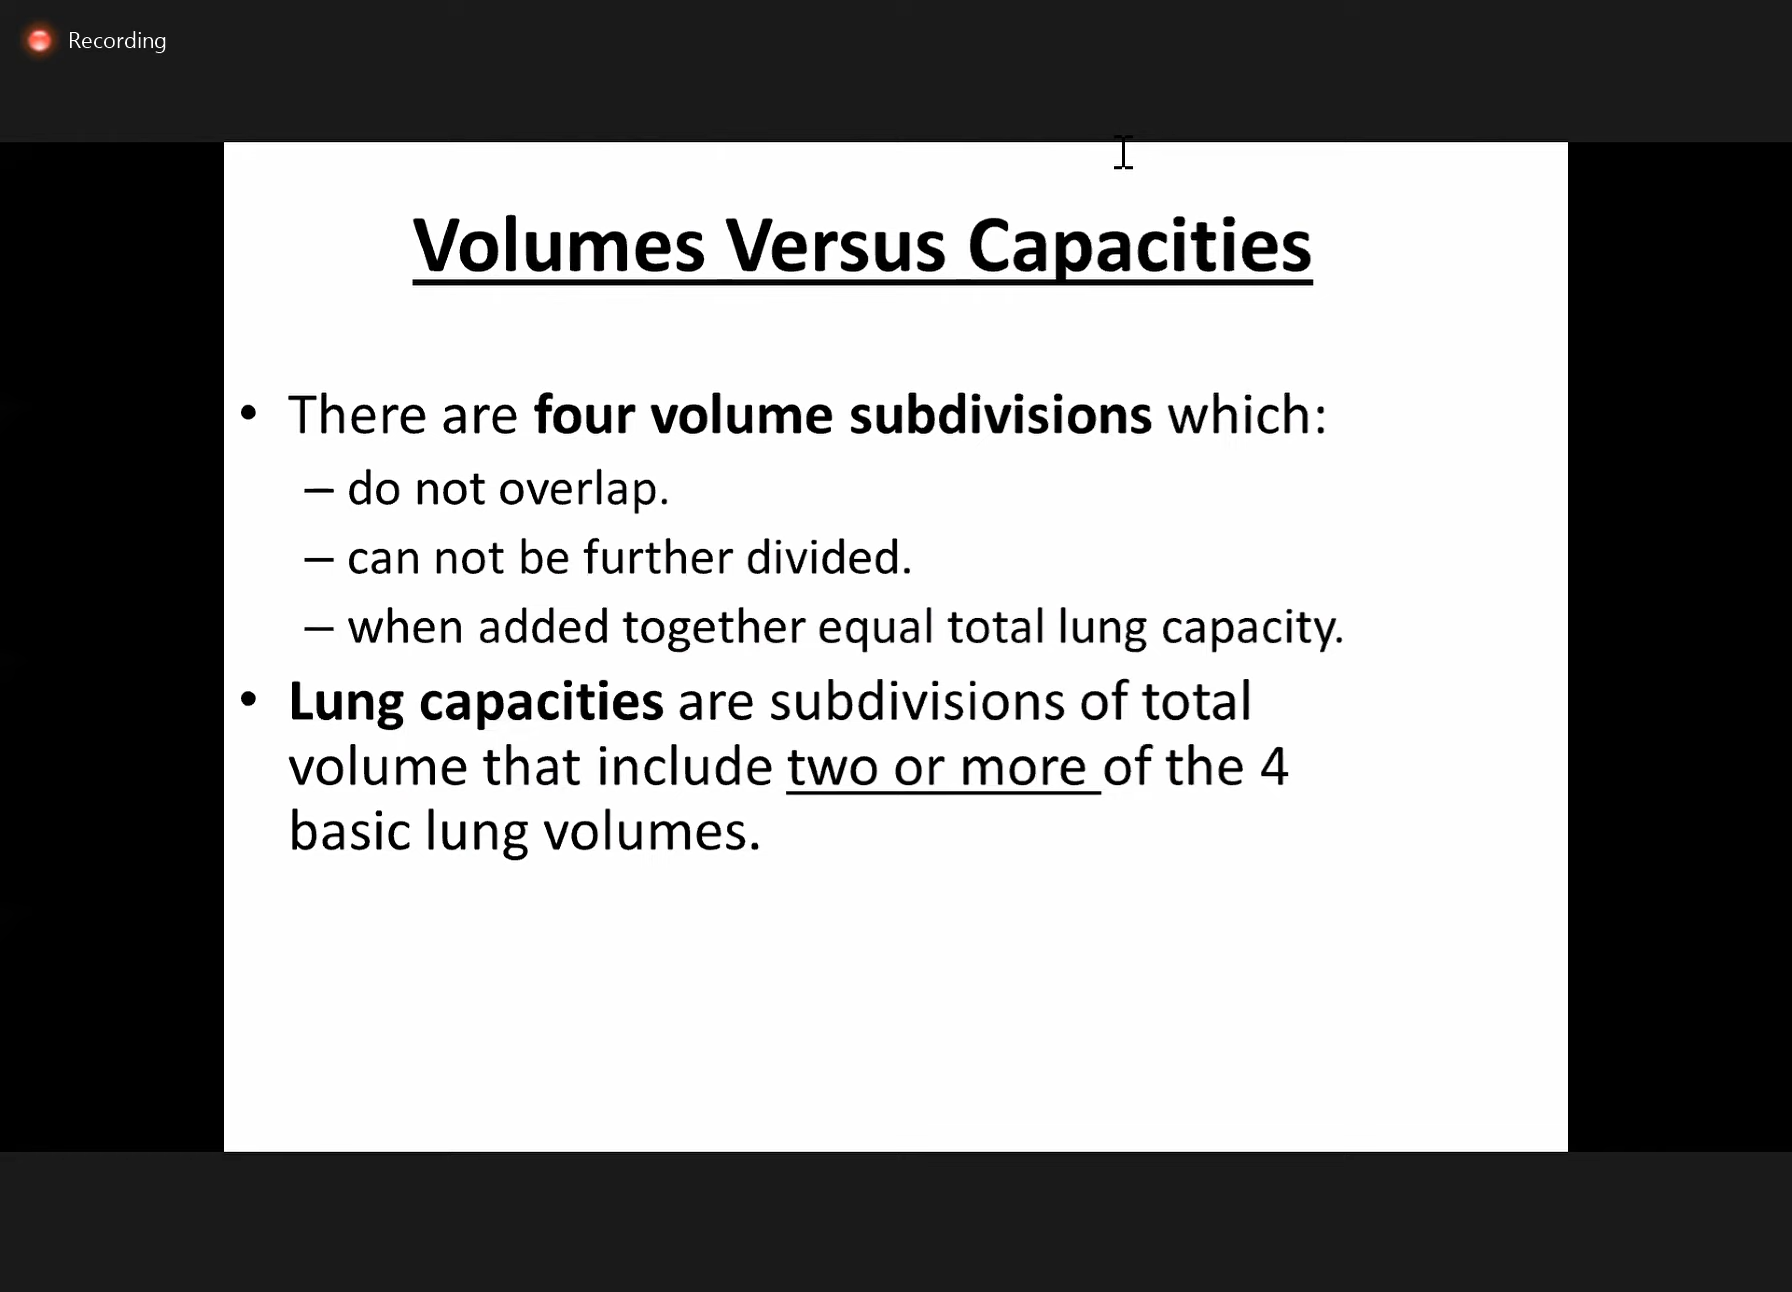 Recording
Volumes Versus Capacities
• There are four volume subdivisions which:
– do not overlap.
– can not be further divided.
– when added together equal total lung capacity.
• Lung capacities are subdivisions of total
volume that include two or more of the 4
basic lung volumes.